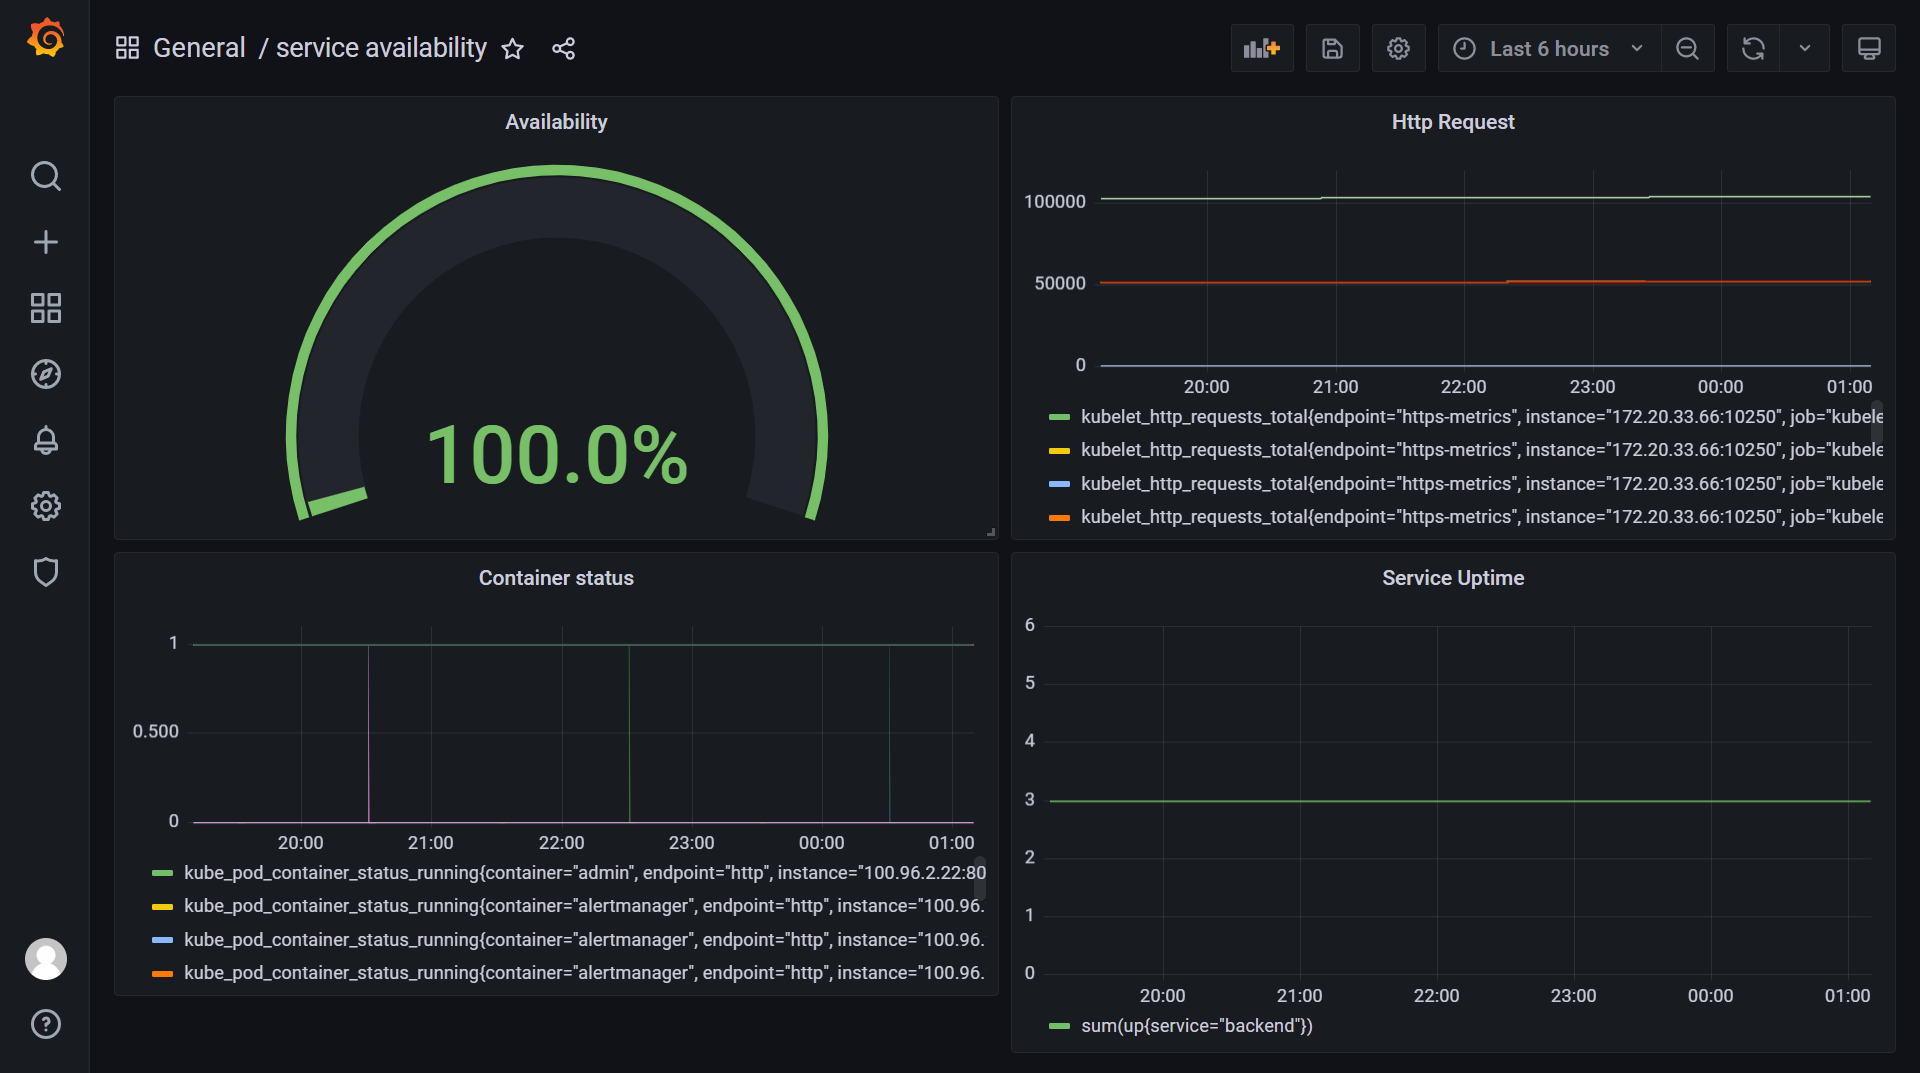 General / service availability
Last 6 hours
Availability
100.0%
Http Request
100000
50000
0
20:00 21:00 22:00 23:00 00:00 01:00
kubelet_http_requests_total{endpoint="https-metrics", instance="172.20.33.66:10250", job="kubele
kubelet_http_requests_total{endpoint="https-metrics", instance="172.20.33.66:10250", job="kubele
kubelet_http_requests_total{endpoint="https-metrics", instance="172.20.33.66:10250", job="kubele
kubelet_http_requests_total{endpoint="https-metrics", instance="172.20.33.66:10250", job="kubele
Container status
1
0.500
0
20:00 21:00 22:00 23:00 00:00 01:00
kube_pod_container_status_running{container="admin", endpoint="http", instance="100.96.2.22:80
kube_pod_container_status_running{container="alertmanager", endpoint="http", instance="100.96.
kube_pod_container_status_running{container="alertmanager", endpoint="http", instance="100.96.
kube_pod_container_status_running{container="alertmanager", endpoint="http", instance="100.96.
Service Uptime
6
5
4
3
2
1
0
20:00 21:00 22:00 23:00 00:00 01:00
sum(up{service="backend"})